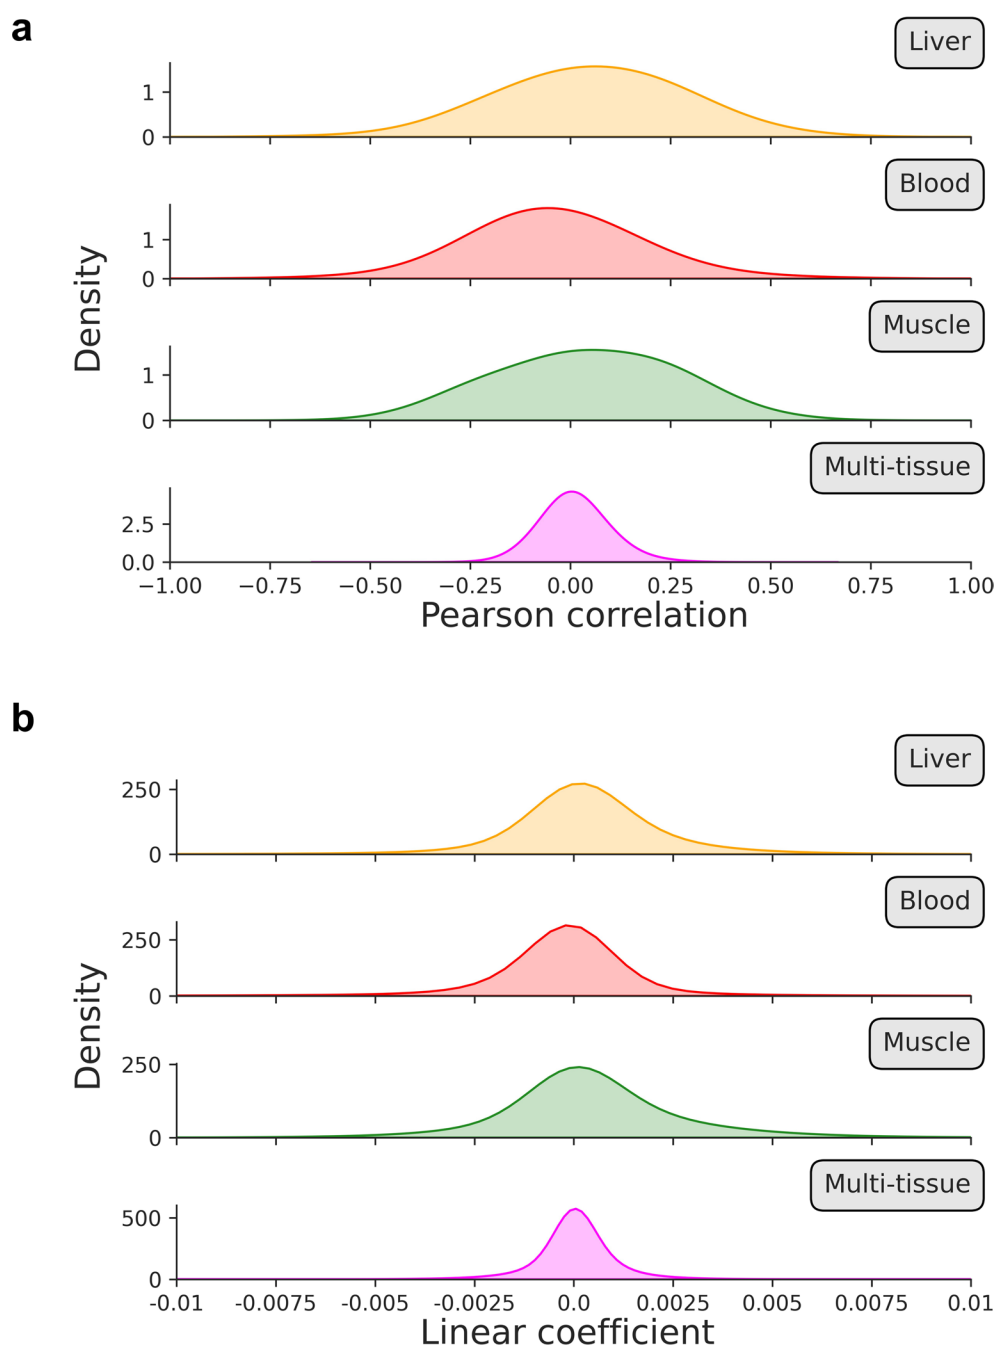 a
Liver
1
0
Blood
1
0
Muscle
1
0
Multi-tissue
2.5
0.0
−1.00 −0.75 −0.50 −0.25 0.00 0.25 0.50 0.75 1.00
Pearson correlation
Density
b
Liver
250
0
Blood
250
0
Muscle
250
0
Multi-tissue
500
0
-0.01 -0.0075 -0.005 -0.0025 0.0 0.0025 0.005 0.0075 0.01
Linear coefficient
Density